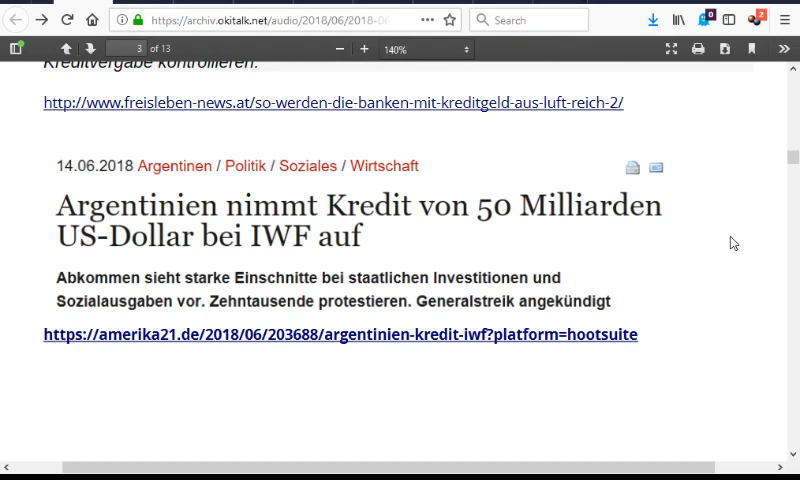 https://archiv.okitalk.net/audio/2018/06/2018-06
Search
0
2
3 of 13
140%
Kreditvergabe kontrollieren.
http://www.freisleben-news.at/so-werden-die-banken-mit-kreditgeld-aus-luft-reich-2/
14.06.2018 Argentinen / Politik / Soziales / Wirtschaft
Argentinien nimmt Kredit von 50 Milliarden
US-Dollar bei IWF auf
Abkommen sieht starke Einschnitte bei staatlichen Investitionen und
Sozialausgaben vor. Zehntausende protestieren. Generalstreik angekündigt
https://amerika21.de/2018/06/203688/argentinien-kredit-iwf?platform=hootsuite